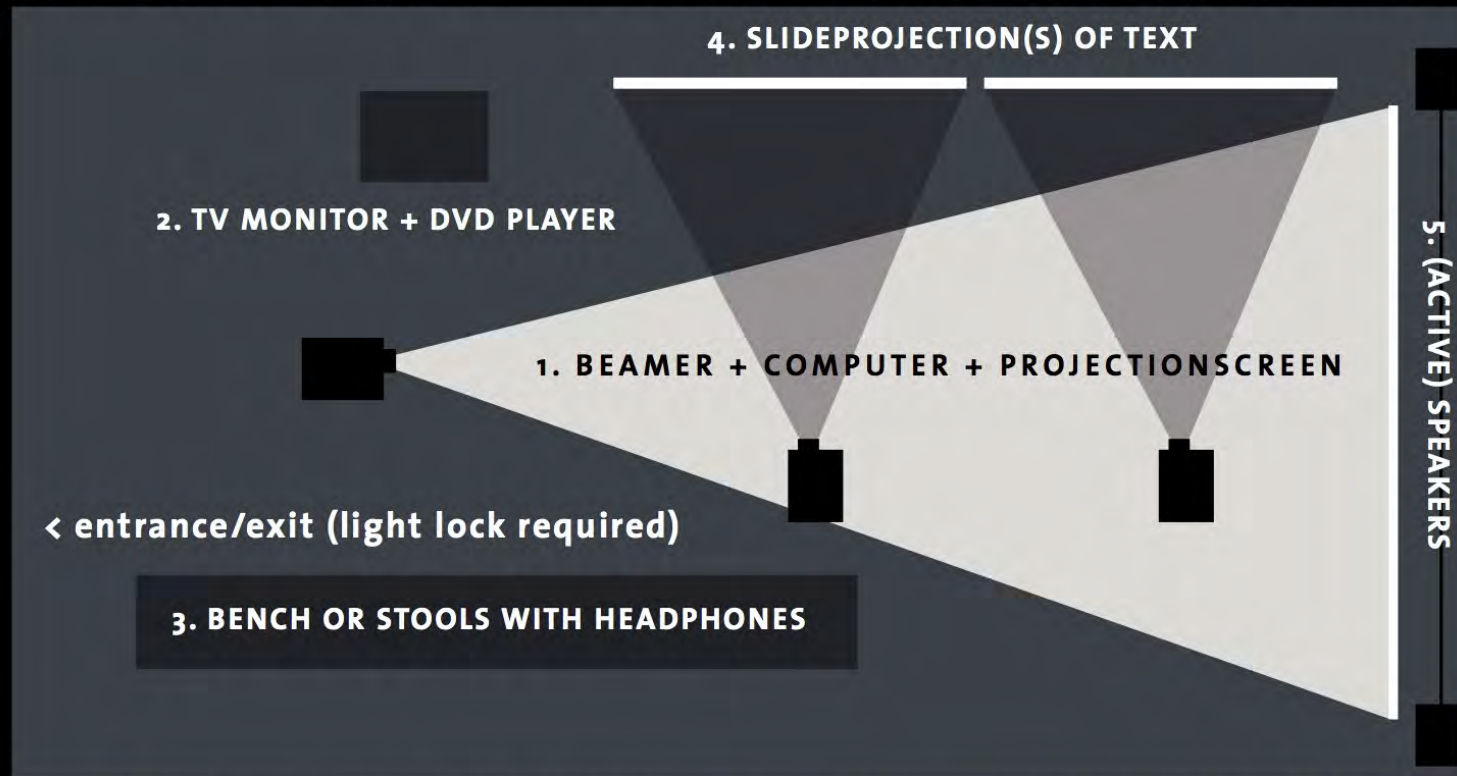 4. SLIDEPROJECTION(S) OF TEXT
2. TV MONITOR + DVD PLAYER
1. BEAMER + COMPUTER + PROJECTIONSCREEN
5. (ACTIVE) SPEAKERS
< entrance/exit (light lock required)
3. BENCH OR STOOLS WITH HEADPHONES